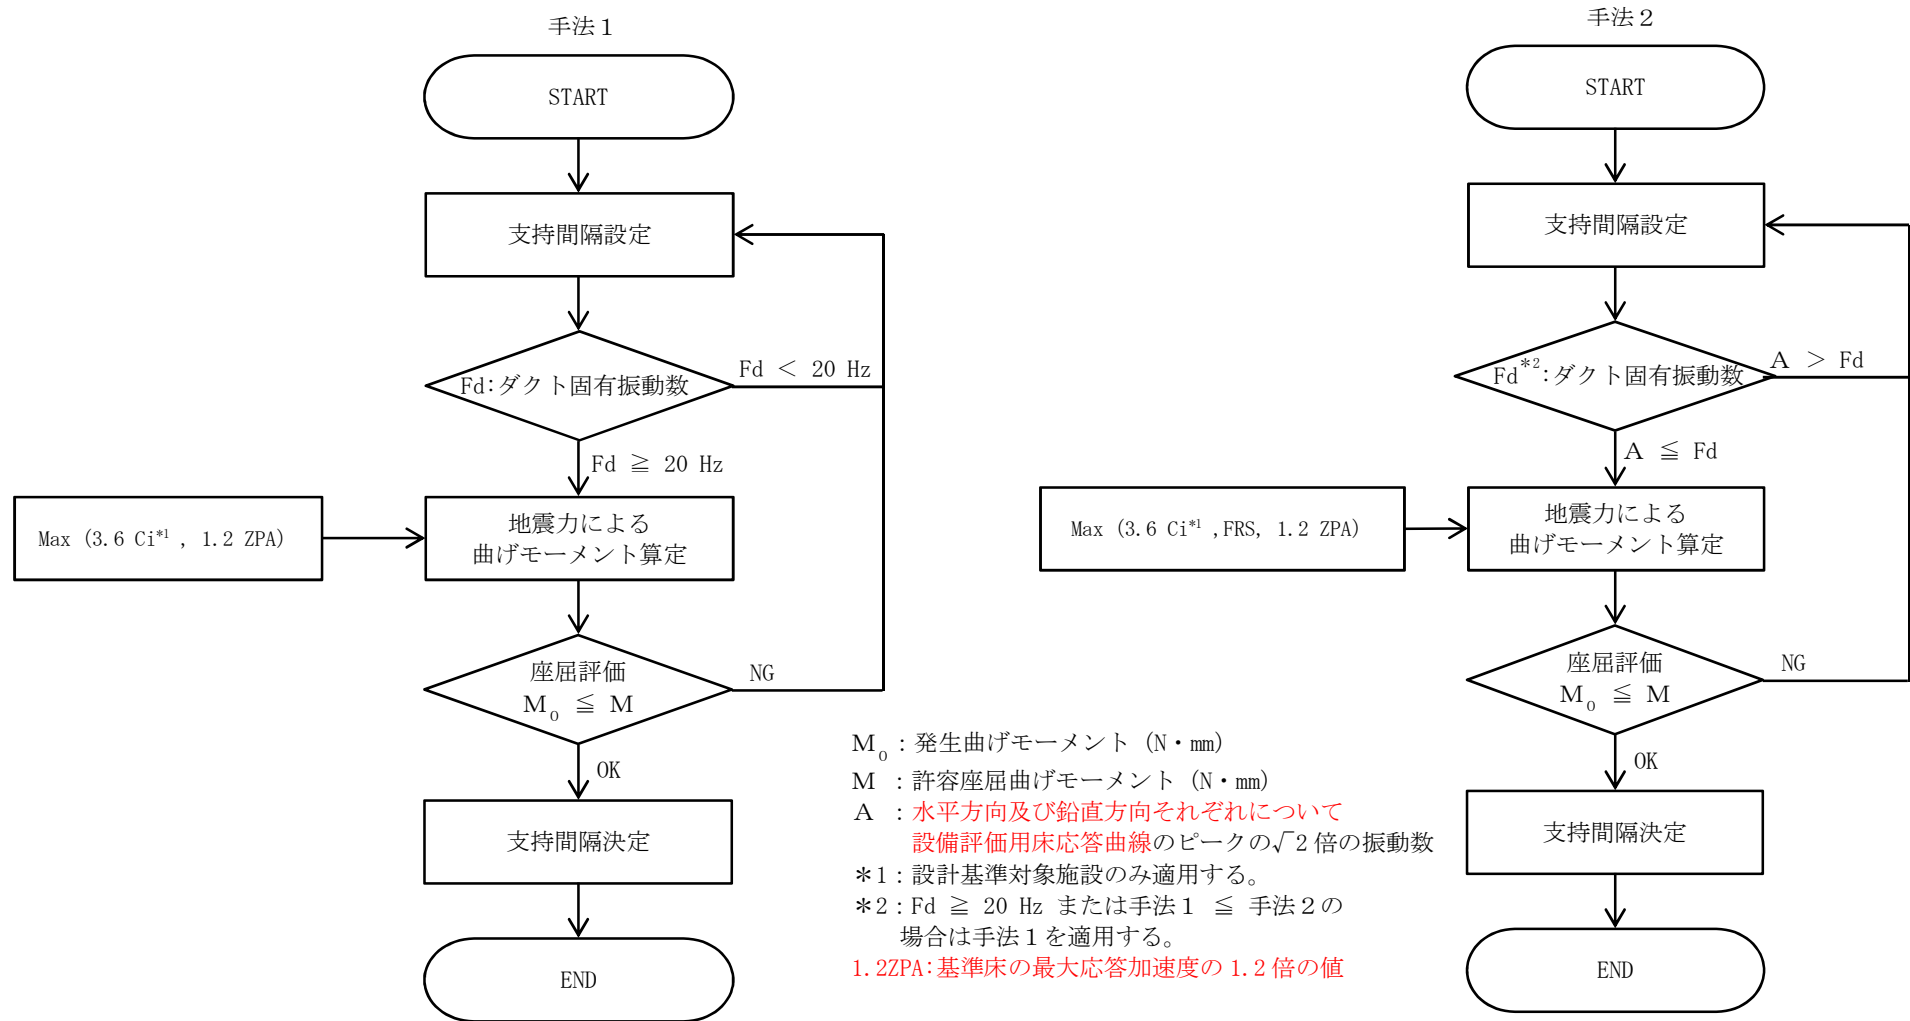 手法１
START
支持間隔設定
Fd:ダクト固有振動数
Fd < 20 Hz
Fd ≧ 20 Hz
Max (3.6 Ci*1 , 1.2 ZPA)
地震力による
曲げモーメント算定
座屈評価
M0 ≦ M
NG
OK
支持間隔決定
END
手法２
START
支持間隔設定
Fd*2:ダクト固有振動数
A > Fd
A ≦ Fd
Max (3.6 Ci*1 ,FRS, 1.2 ZPA)
地震力による
曲げモーメント算定
座屈評価
M0 ≦ M
NG
OK
支持間隔決定
END
M0：発生曲げモーメント (N・mm)
M ：許容座屈曲げモーメント (N・mm)
A ：水平方向及び鉛直方向それぞれについて
設備評価用床応答曲線のピークの√2倍の振動数
＊1：設計基準対象施設のみ適用する。
＊2：Fd ≧ 20 Hz または手法１ ≦ 手法２の
場合は手法１を適用する。
1.2ZPA：基準床の最大応答加速度の 1.2 倍の値